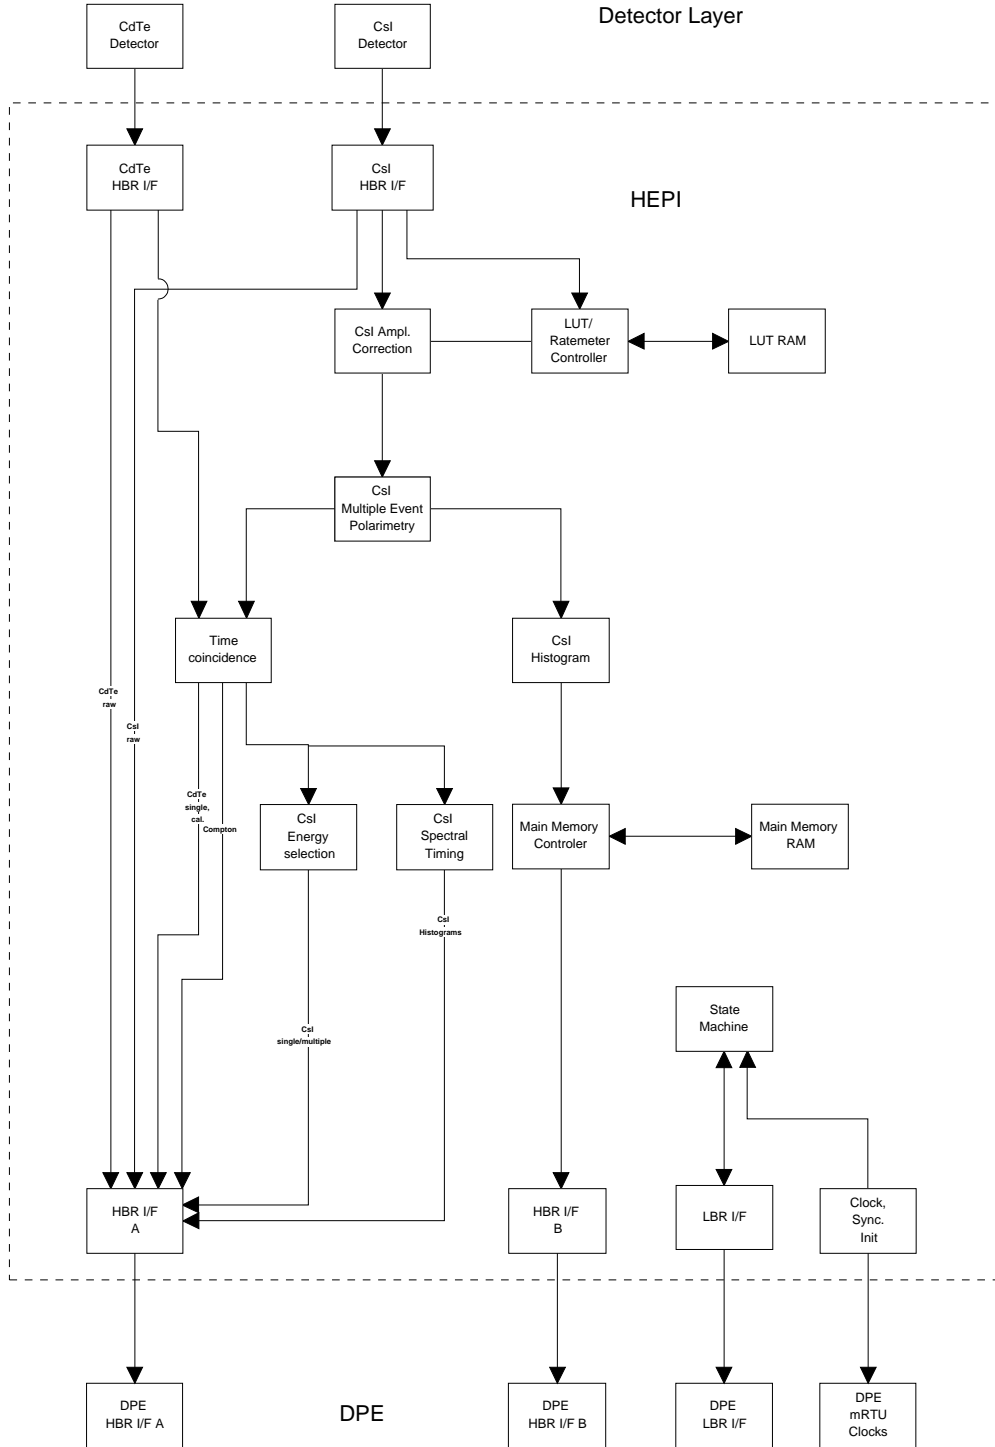 Detector Layer
CdTe
Detector
CsI
Detector
CdTe
HBR I/F
CsI
HBR I/F
HEPI
CsI Ampl.
Correction
LUT/
Ratemeter
Controller
LUT RAM
CsI
Multiple Event
Polarimetry
Time
coincidence
CsI
Histogram
CdTe
raw
CsI
raw
CdTe
single,
cal.
Compton
CsI
Energy
selection
CsI
Spectral
Timing
Main Memory
Controler
Main Memory
RAM
CsI
Histograms
CsI
single/multiple
State
Machine
HBR I/F
A
HBR I/F
B
LBR I/F
Clock,
Sync.
Init
DPE
HBR I/F A
DPE
DPE
HBR I/F B
DPE
LBR I/F
DPE
mRTU
Clocks